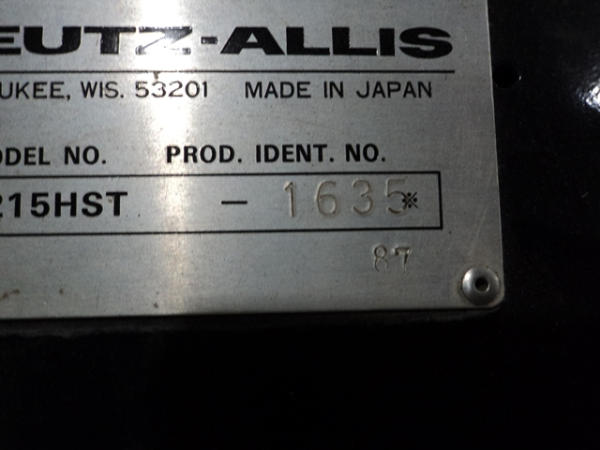 EUTZ-ALLIS
UKEE, WIS. 53201 MADE IN JAPAN
ODEL NO. PROD. IDENT. NO.
215HST - 1635※
87